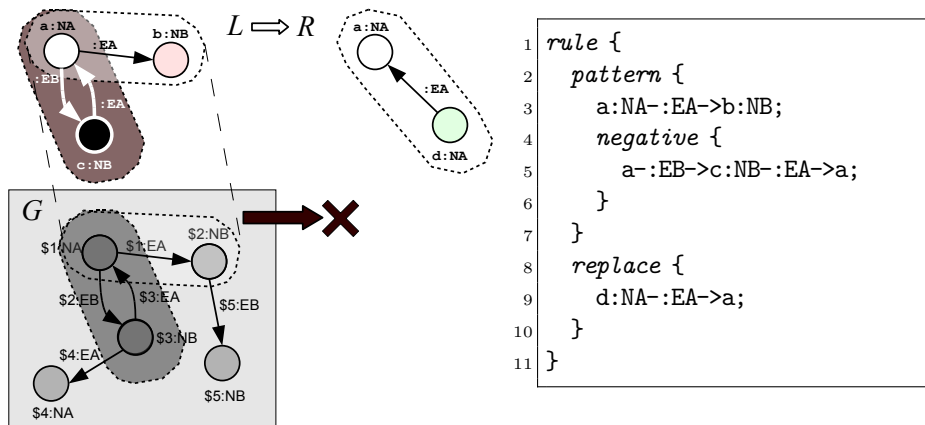 a:NA
b:NB
:EA
:EB
:EA
c:NB
L ⇒ R
a:NA
:EA
d:NA
G
$1:NA
$1:EA
$2:NB
$2:EB
$3:EA
$5:EB
$3:NB
$4:EA
$5:NB
$4:NA
1 rule {
2 pattern {
3 a:NA-:EA->b:NB;
4 negative {
5 a-:EB->c:NB-:EA->a;
6 }
7 }
8 replace {
9 d:NA-:EA->a;
10 }
11 }